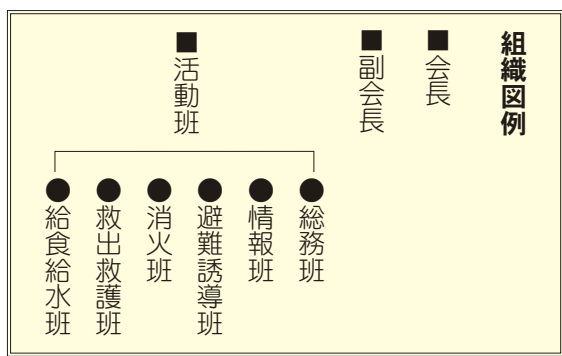 組織図例
■会長
■副会長
■活動班
●総務班
●情報班
●避難誘導班
●消火班
●救出救護班
●給食給水班